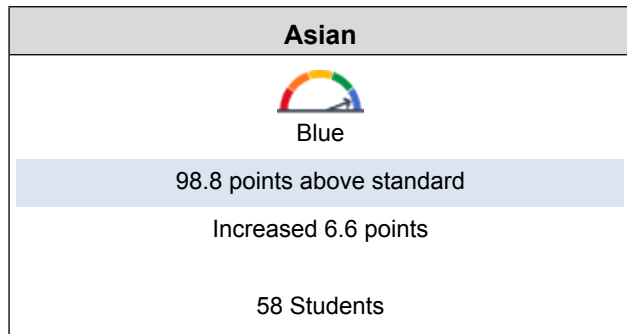 Asian
Blue
98.8 points above standard
Increased 6.6 points
58 Students